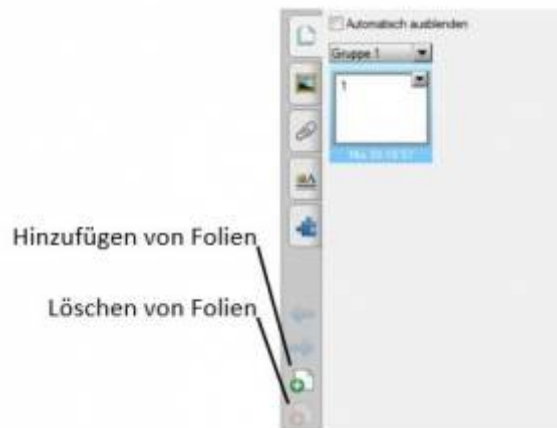 Automatisch ausblenden
Gruppe 1
1
Hinzufügen von Folien
Löschen von Folien